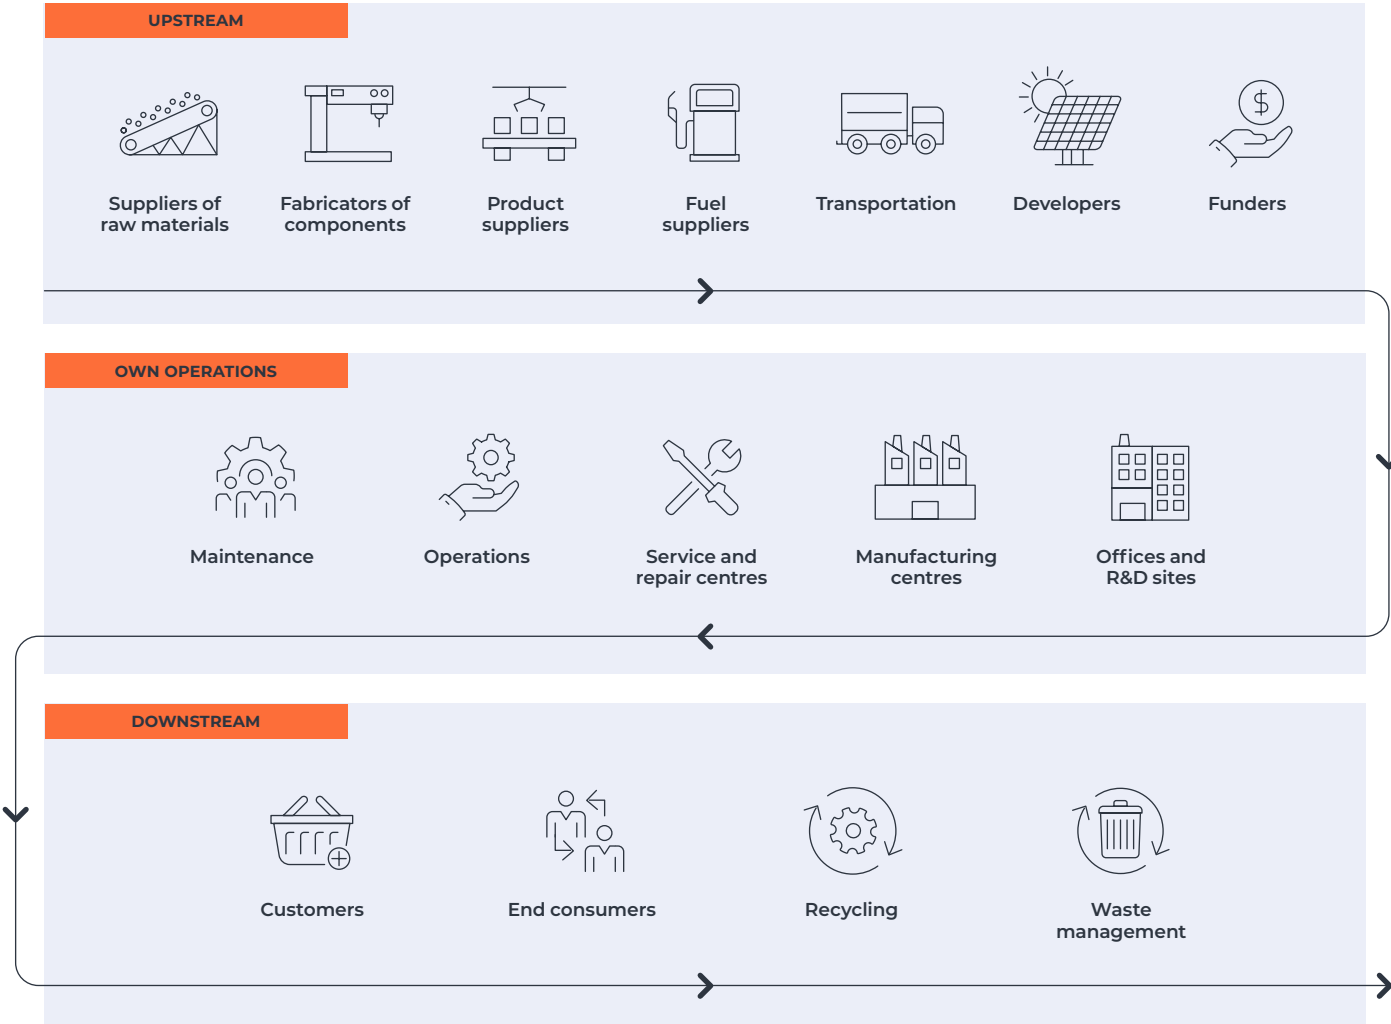 UPSTREAM
Suppliers of
raw materials
Fabricators of
components
Product
suppliers
Fuel
suppliers
Transportation
Developers
Funders
OWN OPERATIONS
Maintenance
Operations
Service and
repair centres
Manufacturing
centres
Offices and
R&D sites
DOWNSTREAM
Customers
End consumers
Recycling
Waste
management